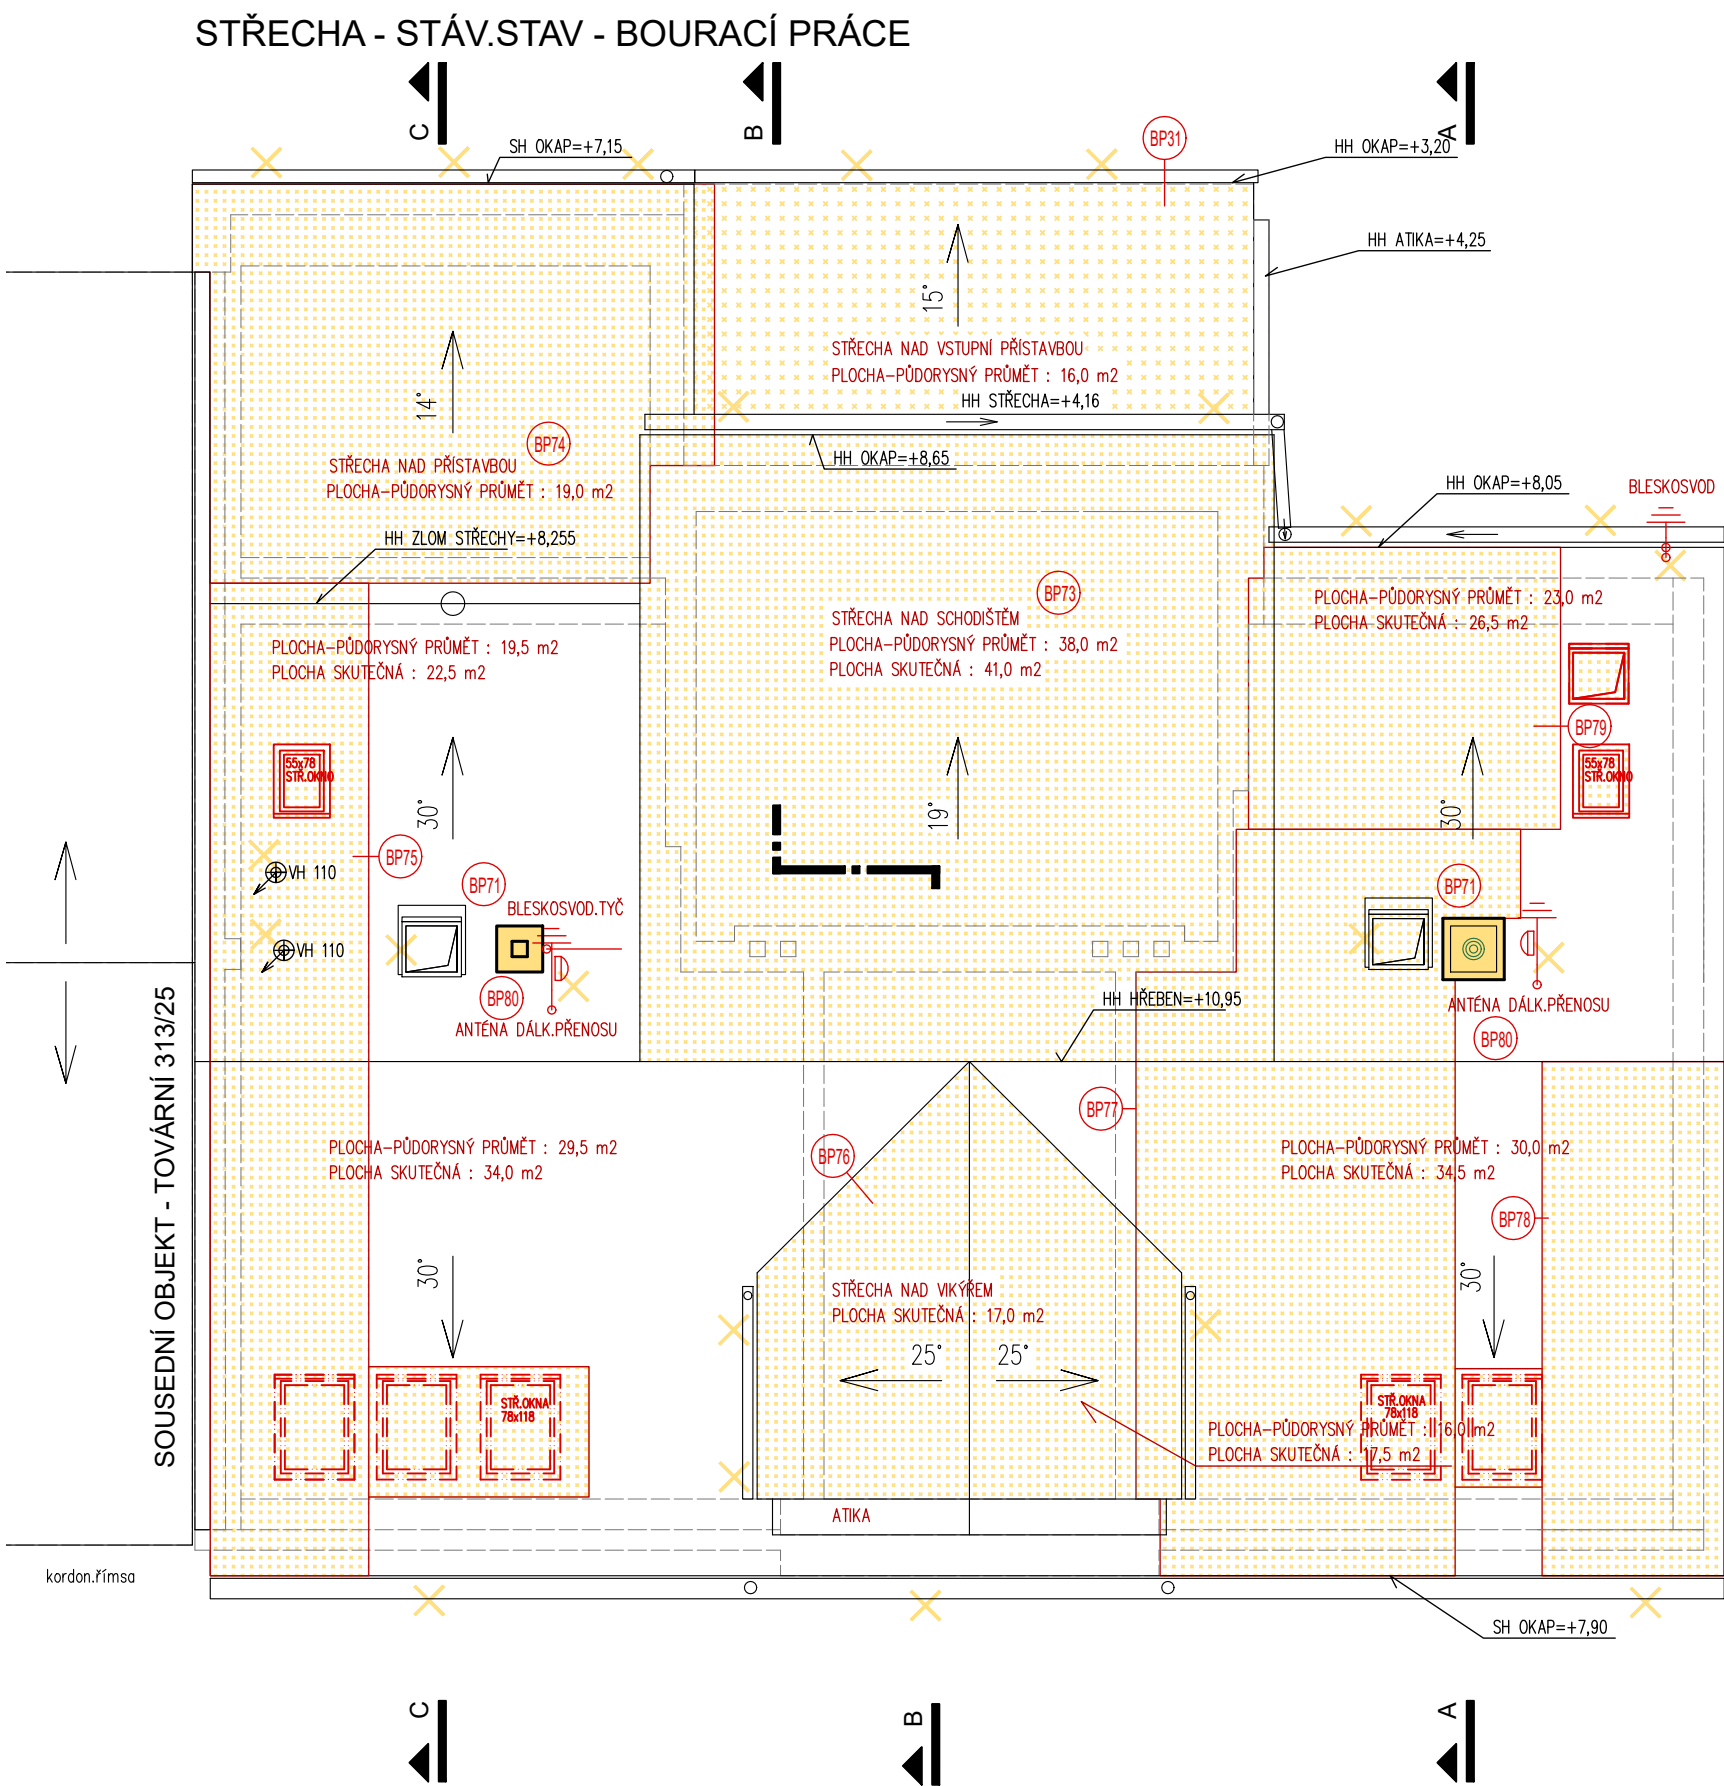 STŘECHA - STÁV.STAV - BOURACÍ PRÁCE
C
B
A
BP31
SH OKAP=+7,15
HH OKAP=+3,20
HH ATIKA=+4,25
15°
STŘECHA NAD VSTUPNÍ PŘÍSTAVBOU
PLOCHA-PŮDORYSNÝ PRŮMĚT : 16,0 m2
HH STŘECHA=+4,16
14°
BP74
STŘECHA NAD PŘÍSTAVBOU
PLOCHA-PŮDORYSNÝ PRŮMĚT : 19,0 m2
HH OKAP=+8,65
HH OKAP=+8,05
BLESKOSVOD
HH ZLOM STŘECHY=+8,255
BP73
STŘECHA NAD SCHODIŠTĚM
PLOCHA-PŮDORYSNÝ PRŮMĚT : 38,0 m2
PLOCHA SKUTEČNÁ : 41,0 m2
PLOCHA-PŮDORYSNÝ PRŮMĚT : 23,0 m2
PLOCHA SKUTEČNÁ : 26,5 m2
PLOCHA-PŮDORYSNÝ PRŮMĚT : 19,5 m2
PLOCHA SKUTEČNÁ : 22,5 m2
BP79
55x78
STŘ.OKNO
55x78
STŘ.OKNO
30°
19°
30°
BP75
VH 110
BP71
BP71
BLESKOSVOD.TYČ
VH 110
BP80
ANTÉNA DÁLK.PŘENOSU
HH HŘEBEN=+10,95
ANTÉNA DÁLK.PŘENOSU
BP80
SOUSEDNÍ OBJEKT - TOVÁRNÍ 313/25
BP77
BP76
PLOCHA-PŮDORYSNÝ PRŮMĚT : 29,5 m2
PLOCHA SKUTEČNÁ : 34,0 m2
PLOCHA-PŮDORYSNÝ PRŮMĚT : 30,0 m2
PLOCHA SKUTEČNÁ : 34,5 m2
BP78
30°
30°
STŘECHA NAD VIKÝŘEM
PLOCHA SKUTEČNÁ : 17,0 m2
25°
25°
STŘ.OKNA
78x118
STŘ.OKNA
78x118
PLOCHA-PŮDORYSNÝ PRŮMĚT : 16,0 m2
PLOCHA SKUTEČNÁ : 17,5 m2
ATIKA
kordon.římsa
SH OKAP=+7,90
C
B
A